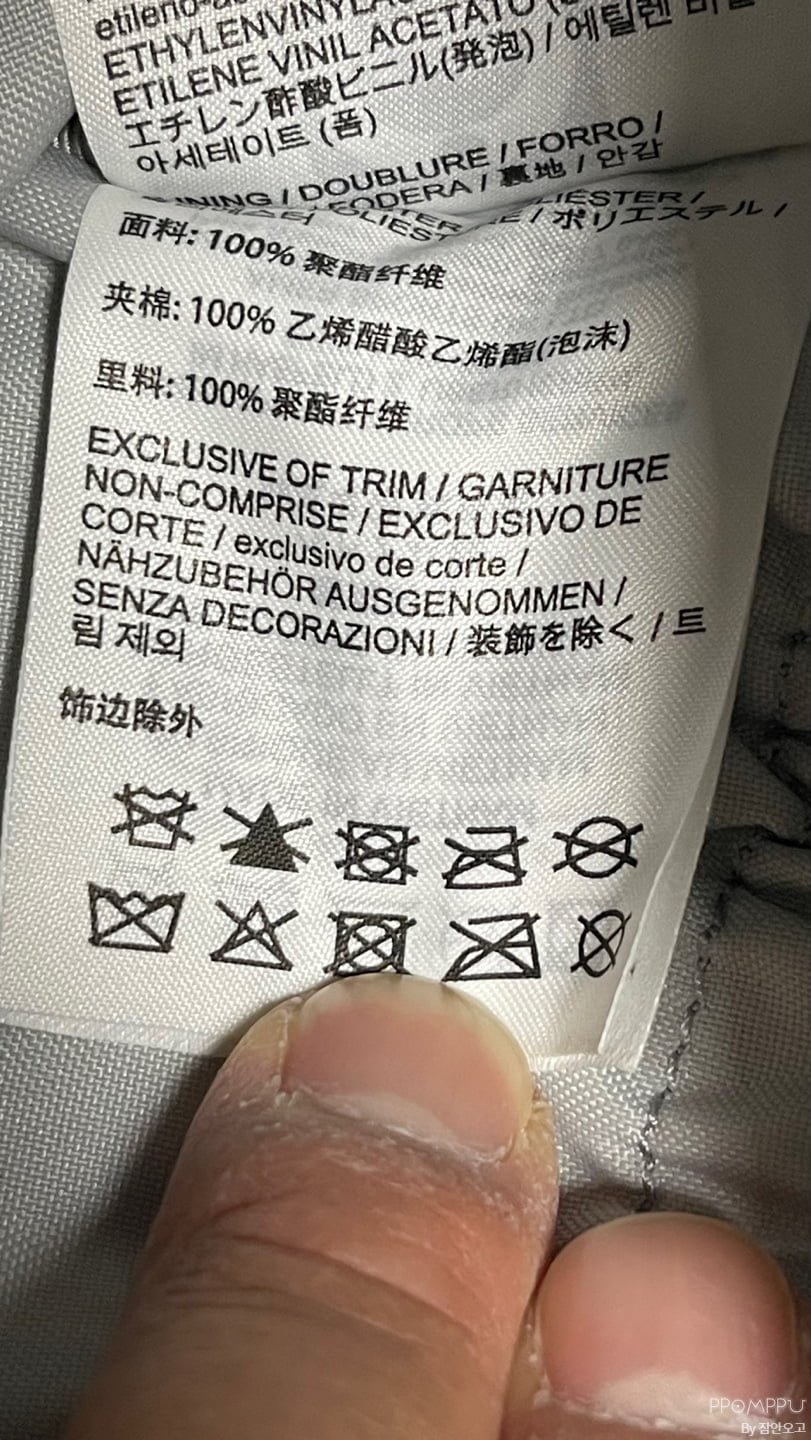 ETHYLENVINYLAC
ETILENE VINIL ACETATO
エチレン酢酸ビニル(発泡) / 에틸렌 비닐
아세테이트 (폼)
/ DOUBLURE / FORRO /
FODERA / 裏地 / 안감
/ ポリエステル /
面料: 100% 聚酯纤维
夹棉: 100% 乙烯醋酸乙烯酯(泡沫)
里料: 100% 聚酯纤维
EXCLUSIVE OF TRIM / GARNITURE
NON-COMPRISE / EXCLUSIVO DE
CORTE / exclusivo de corte /
NÄHZUBEHÖR AUSGENOMMEN /
SENZA DECORAZIONI / 装飾を除く / 트
림 제외
饰边除外
PPOMPPU
By 잠안오고